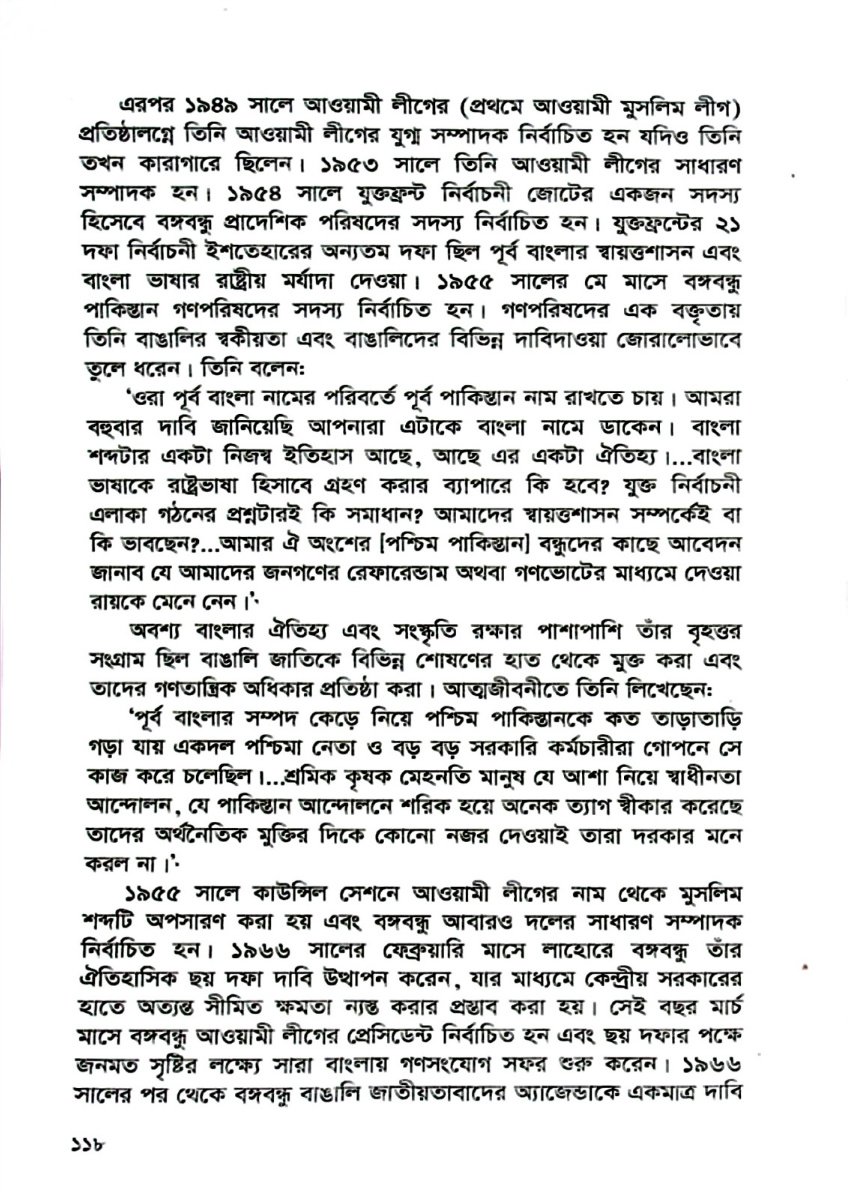 এরপর ১৯৪৯ সালে আওয়ামী লীগের (প্রথমে আওয়ামী মুসলিম লীগ)
প্রতিষ্ঠালগ্নে তিনি আওয়ামী লীগের যুগ্ম সম্পাদক নির্বাচিত হন যদিও তিনি
তখন কারাগারে ছিলেন। ১৯৫৩ সালে তিনি আওয়ামী লীগের সাধারণ
সম্পাদক হন। ১৯৫৪ সালে যুক্তফ্রন্ট নির্বাচনী জোটের একজন সদস্য
হিসেবে বঙ্গবন্ধু প্রাদেশিক পরিষদের সদস্য নির্বাচিত হন। যুক্তফ্রন্টের ২১
দফা নির্বাচনী ইশতেহারের অন্যতম দফা ছিল পূর্ব বাংলার স্বায়ত্তশাসন এবং
বাংলা ভাষার রাষ্ট্রীয় মর্যাদা দেওয়া। ১৯৫৫ সালের মে মাসে বঙ্গবন্ধু
পাকিস্তান গণপরিষদের সদস্য নির্বাচিত হন। গণপরিষদের এক বক্তৃতায়
তিনি বাঙালির স্বকীয়তা এবং বাঙালিদের বিভিন্ন দাবিদাওয়া জোরালোভাবে
তুলে ধরেন। তিনি বলেন:
‘ওরা পূর্ব বাংলা নামের পরিবর্তে পূর্ব পাকিস্তান নাম রাখতে চায়। আমরা
বহুবার দাবি জানিয়েছি আপনারা এটাকে বাংলা নামে ডাকেন। বাংলা
শব্দটার একটা নিজস্ব ইতিহাস আছে, আছে এর একটা ঐতিহ্য।...বাংলা
ভাষাকে রাষ্ট্রভাষা হিসাবে গ্রহণ করার ব্যাপারে কি হবে? যুক্ত নির্বাচনী
এলাকা গঠনের প্রশ্নটারই কি সমাধান? আমাদের স্বায়ত্তশাসন সম্পর্কেই বা
কি ভাবছেন?...আমার ঐ অংশের [পশ্চিম পাকিস্তান] বন্ধুদের কাছে আবেদন
জানাব যে আমাদের জনগণের রেফারেন্ডাম অথবা গণভোটের মাধ্যমে দেওয়া
রায়কে মেনে নেন।’
অবশ্য বাংলার ঐতিহ্য এবং সংস্কৃতি রক্ষার পাশাপাশি তাঁর বৃহত্তর
সংগ্রাম ছিল বাঙালি জাতিকে বিভিন্ন শোষণের হাত থেকে মুক্ত করা এবং
তাদের গণতান্ত্রিক অধিকার প্রতিষ্ঠা করা। আত্মজীবনীতে তিনি লিখেছেন:
‘পূর্ব বাংলার সম্পদ কেড়ে নিয়ে পশ্চিম পাকিস্তানকে কত তাড়াতাড়ি
গড়া যায় একদল পশ্চিমা নেতা ও বড় বড় সরকারি কর্মচারীরা গোপনে সে
কাজ করে চলেছিল।...শ্রমিক কৃষক মেহনতি মানুষ যে আশা নিয়ে স্বাধীনতা
আন্দোলন, যে পাকিস্তান আন্দোলনে শরিক হয়ে অনেক ত্যাগ স্বীকার করেছে
তাদের অর্থনৈতিক মুক্তির দিকে কোনো নজর দেওয়াই তারা দরকার মনে
করল না।’
১৯৫৫ সালে কাউন্সিল সেশনে আওয়ামী লীগের নাম থেকে মুসলিম
শব্দটি অপসারণ করা হয় এবং বঙ্গবন্ধু আবারও দলের সাধারণ সম্পাদক
নির্বাচিত হন। ১৯৬৬ সালের ফেব্রুয়ারি মাসে লাহোরে বঙ্গবন্ধু তাঁর
ঐতিহাসিক ছয় দফা দাবি উত্থাপন করেন, যার মাধ্যমে কেন্দ্রীয় সরকারের
হাতে অত্যন্ত সীমিত ক্ষমতা ন্যস্ত করার প্রস্তাব করা হয়। সেই বছর মার্চ
মাসে বঙ্গবন্ধু আওয়ামী লীগের প্রেসিডেন্ট নির্বাচিত হন এবং ছয় দফার পক্ষে
জনমত সৃষ্টির লক্ষ্যে সারা বাংলায় গণসংযোগ সফর শুরু করেন। ১৯৬৬
সালের পর থেকে বঙ্গবন্ধু বাঙালি জাতীয়তাবাদের অ্যাজেন্ডাকে একমাত্র দাবি
১১৮